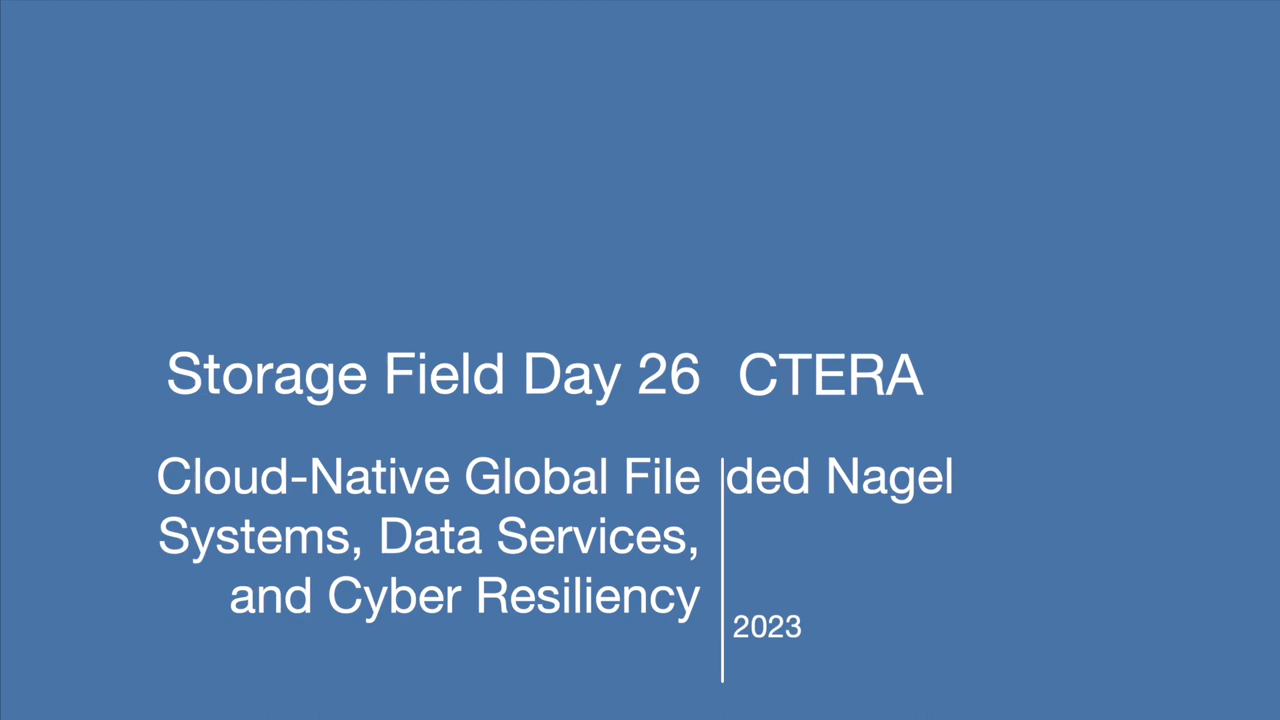 Storage Field Day 26 CTERA
Cloud-Native Global File
Systems, Data Services,
and Cyber Resiliency
ded Nagel
2023